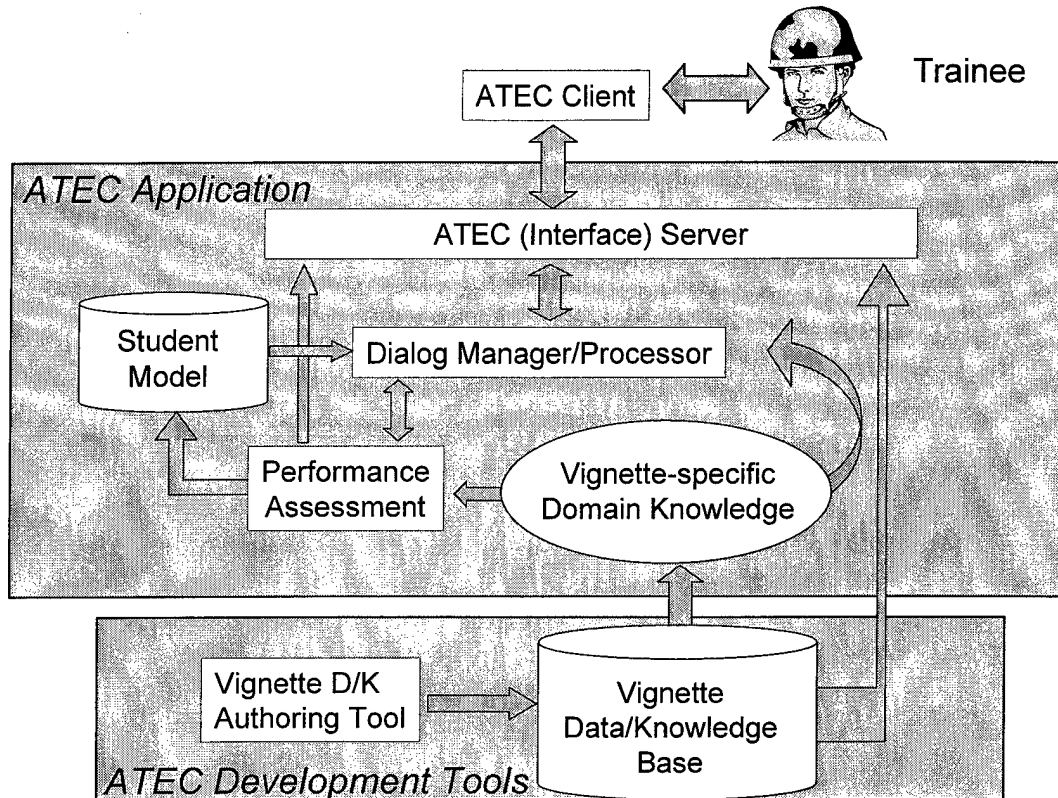 Trainee
ATEC Client
ATEC Application
ATEC (Interface) Server
Student
Model
Dialog Manager/Processor
Performance
Assessment
Vignette-specific
Domain Knowledge
Vignette D/K
Authoring Tool
Vignette
Data/Knowledge
Base
ATEC Development Tools